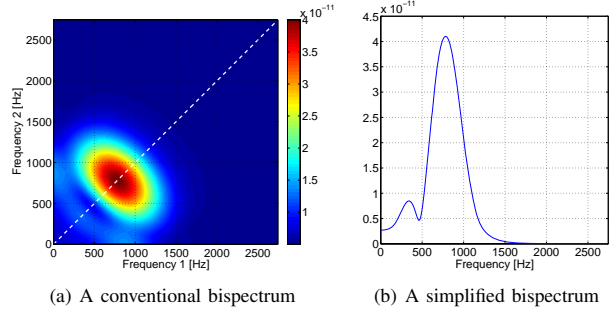 x 10⁻¹¹
4
3.5
3
2.5
2
1.5
1
2500
2000
1500
1000
500
0
Frequency 2 [Hz]
0 500 1000 1500 2000 2500
Frequency 1 [Hz]
(a) A conventional bispectrum
x 10⁻¹¹
4.5
4
3.5
3
2.5
2
1.5
1
0.5
0
0 500 1000 1500 2000 2500
Frequency [Hz]
(b) A simplified bispectrum